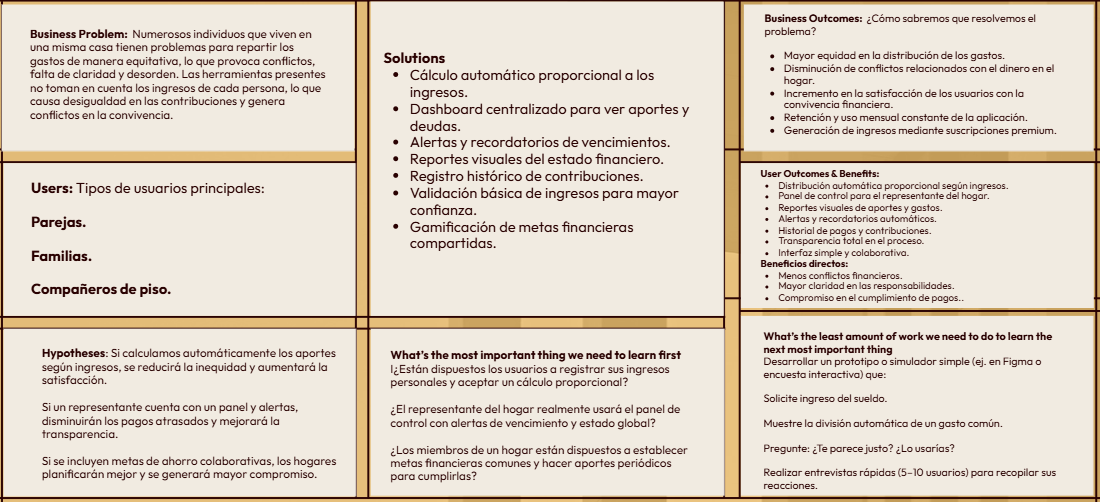 Business Problem: Numerosos individuos que viven en
una misma casa tienen problemas para repartir los
gastos de manera equitativa, lo que provoca conflictos,
falta de claridad y desorden. Las herramientas presentes
no toman en cuenta los ingresos de cada persona, lo que
causa desigualdad en las contribuciones y genera
conflictos en la convivencia.
Users: Tipos de usuarios principales:
Parejas.
Familias.
Compañeros de piso.
Solutions
• Cálculo automático proporcional a los
ingresos.
• Dashboard centralizado para ver aportes y
deudas.
• Alertas y recordatorios de vencimientos.
• Reportes visuales del estado financiero.
• Registro histórico de contribuciones.
• Validación básica de ingresos para mayor
confianza.
• Gamificación de metas financieras
compartidas.
Business Outcomes: ¿Cómo sabremos que resolvemos el
problema?
• Mayor equidad en la distribución de los gastos.
• Disminución de conflictos relacionados con el dinero en el
hogar.
• Incremento en la satisfacción de los usuarios con la
convivencia financiera.
• Retención y uso mensual constante de la aplicación.
• Generación de ingresos mediante suscripciones premium.
User Outcomes & Benefits:
• Distribución automática proporcional según ingresos.
• Panel de control para el representante del hogar.
• Reportes visuales de aportes y gastos.
• Alertas y recordatorios automáticos.
• Historial de pagos y contribuciones.
• Transparencia total en el proceso.
• Interfaz simple y colaborativa.
Beneficios directos:
• Menos conflictos financieros.
• Mayor claridad en las responsabilidades.
• Compromiso en el cumplimiento de pagos..
Hypotheses: Si calculamos automáticamente los aportes
según ingresos, se reducirá la inequidad y aumentará la
satisfacción.
Si un representante cuenta con un panel y alertas,
disminuirán los pagos atrasados y mejorará la
transparencia.
Si se incluyen metas de ahorro colaborativas, los hogares
planificarán mejor y se generará mayor compromiso.
What's the most important thing we need to learn first
l¿Están dispuestos los usuarios a registrar sus ingresos
personales y aceptar un cálculo proporcional?
¿El representante del hogar realmente usará el panel de
control con alertas de vencimiento y estado global?
¿Los miembros de un hogar están dispuestos a establecer
metas financieras comunes y hacer aportes periódicos
para cumplirlas?
What's the least amount of work we need to do to learn the
next most important thing
Desarrollar un prototipo o simulador simple (ej. en Figma o
encuesta interactiva) que:
Solicite ingreso del sueldo.
Muestre la división automática de un gasto común.
Pregunte: ¿Te parece justo? ¿Lo usarías?
Realizar entrevistas rápidas (5–10 usuarios) para recopilar sus
reacciones.